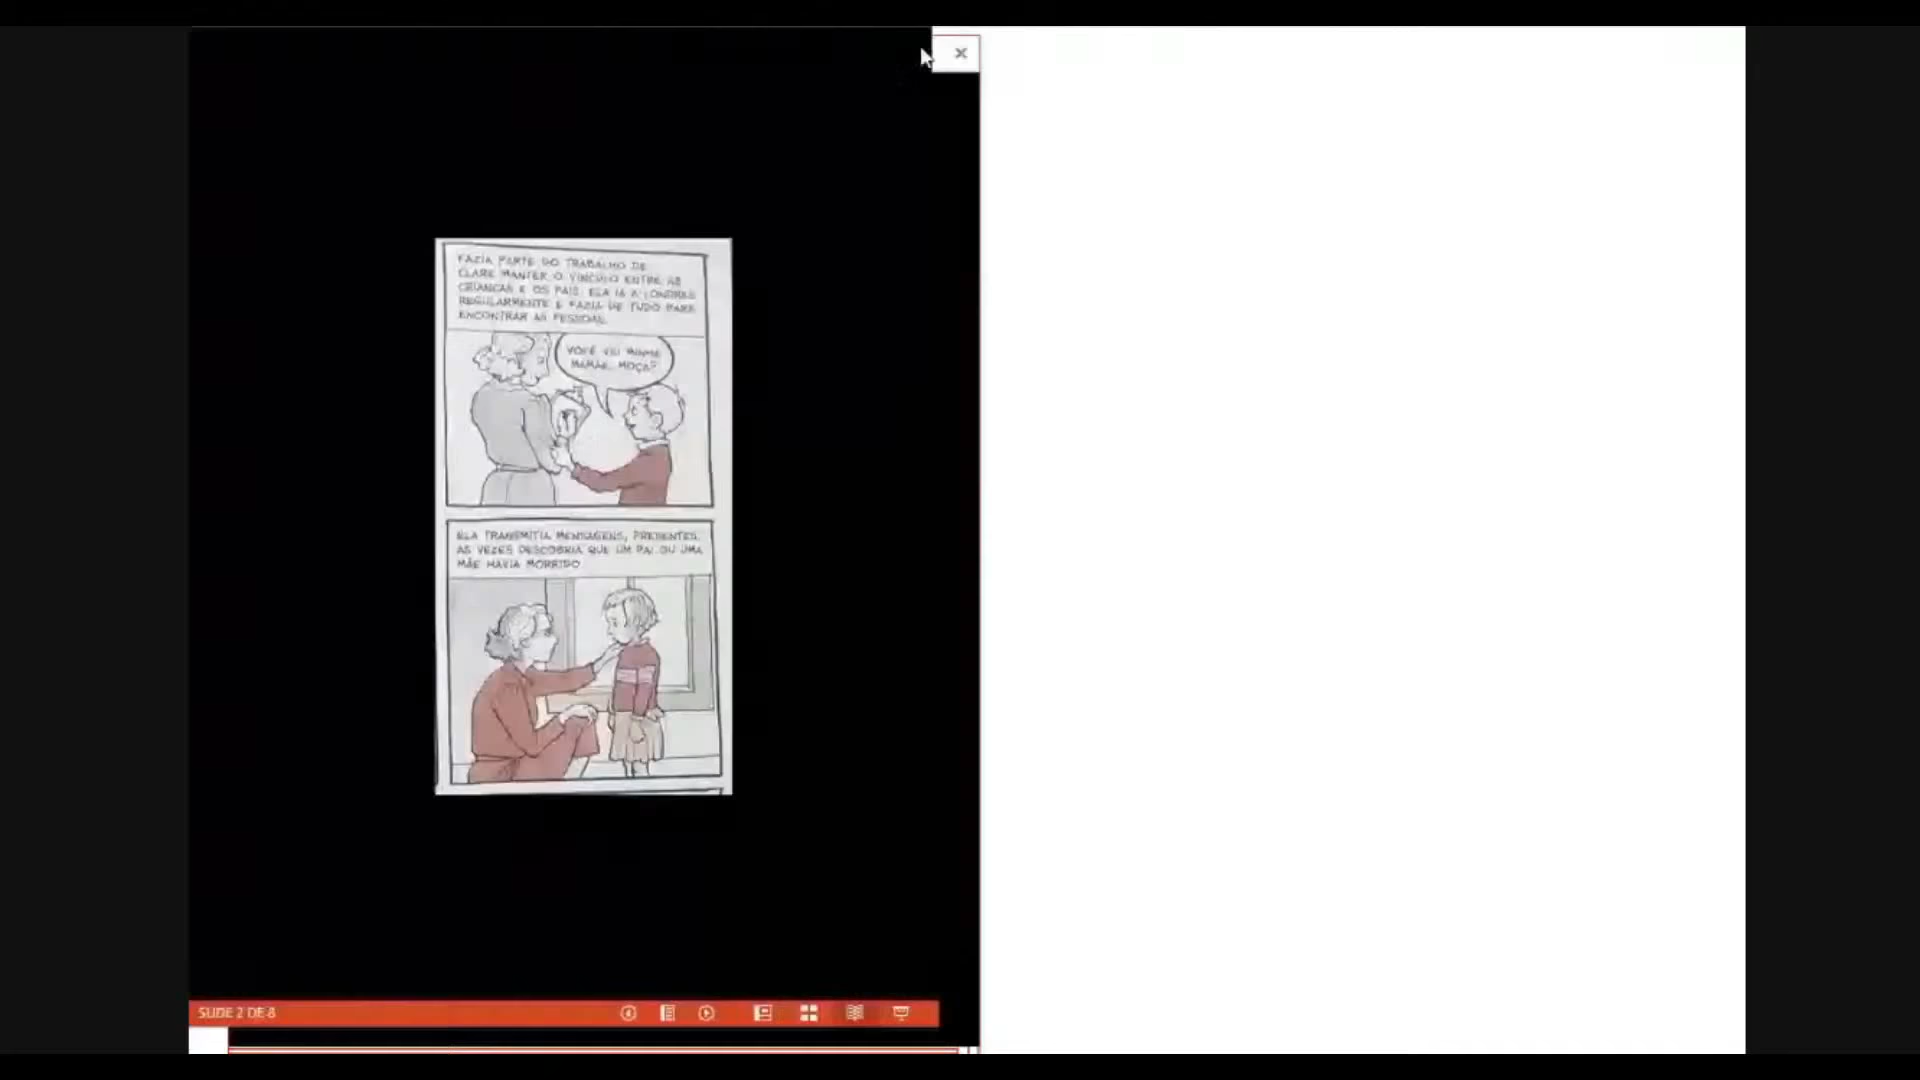 FAZIA PARTE DO TRABALHO DE
CLARE MANTER O VÍNCULO ENTRE AS
CRIANÇAS E OS PAIS. ELA IA A LONDRES
REGULARMENTE E FAZIA DE TUDO PARA
ENCONTRAR AS PESSOAS.
VOCÊ VIU MINHA
MAMÃE, MOÇA?
ELA TRANSMITIA MENSAGENS, PRESENTES.
ÀS VEZES DESCOBRIA QUE UM PAI OU UMA
MÃE HAVIA MORRIDO
SLIDE 2 DE 8